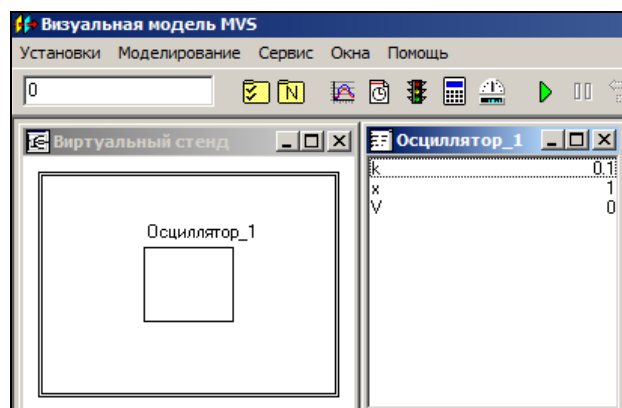 Визуальная модель MVS
Установки Моделирование Сервис Окна Помощь
0
N
Виртуальный стенд
Осциллятор_1
Осциллятор_1
k 0.1
x 1
V 0